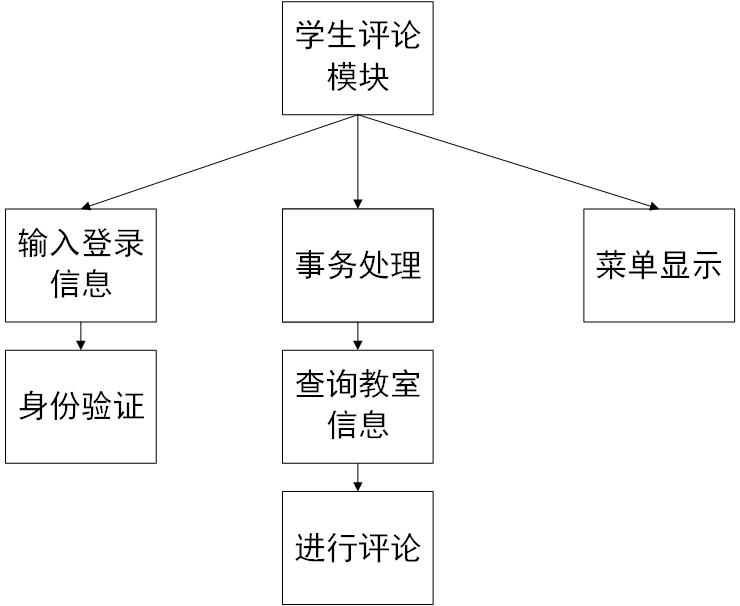 学生评论
模块
输入登录
信息
事务处理
菜单显示
身份验证
查询教室
信息
进行评论